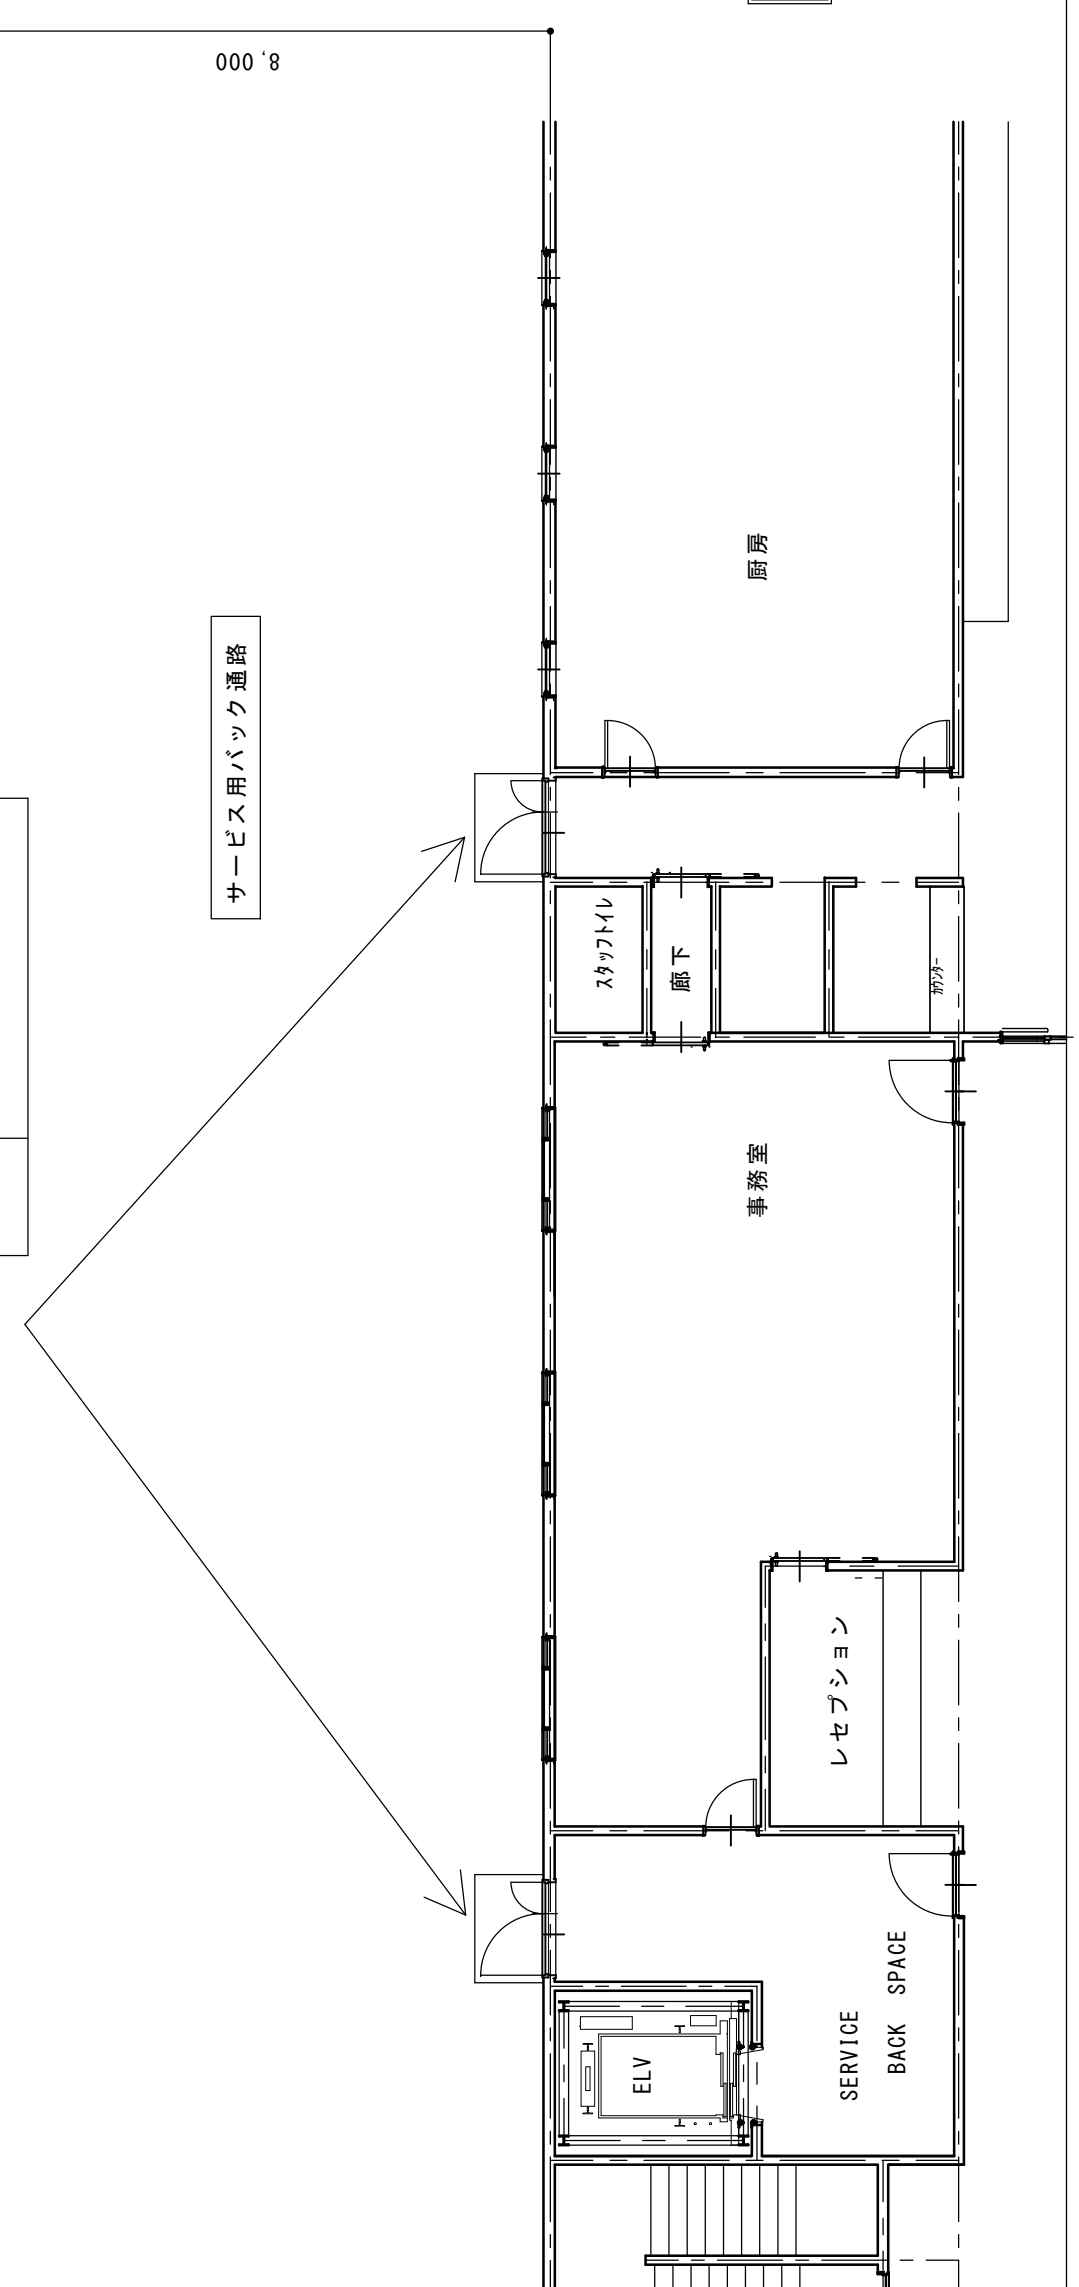 8,000
厨房
サービス用バック通路
スタッフトイレ
廊下
カウンター
事務室
レセプション
ELV
SERVICE
BACK SPACE